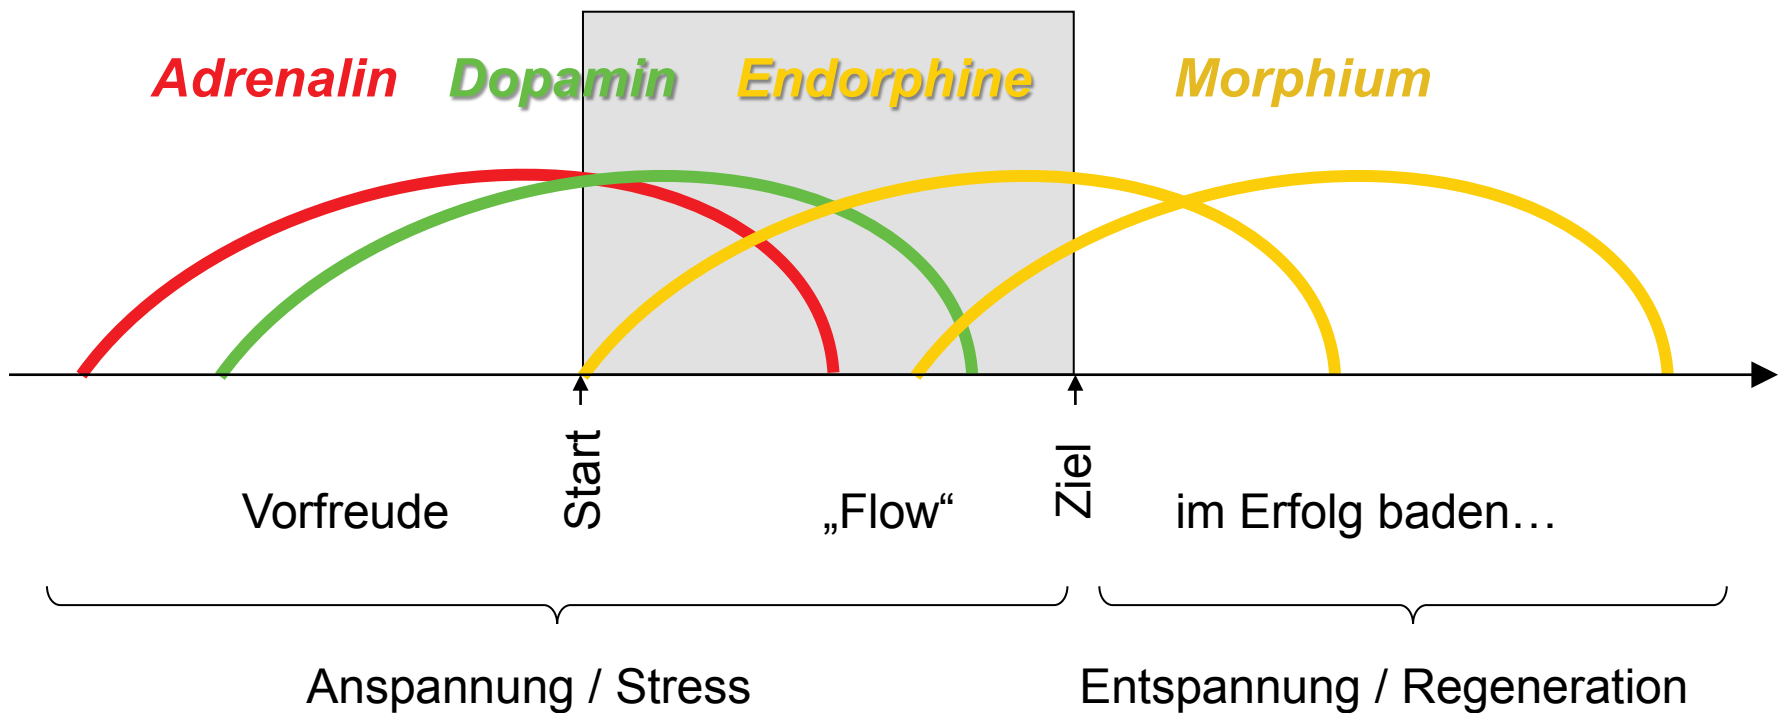 Adrenalin Dopamin Endorphine Morphium
Start
Ziel
Vorfreude „Flow“ im Erfolg baden…
Anspannung / Stress Entspannung / Regeneration